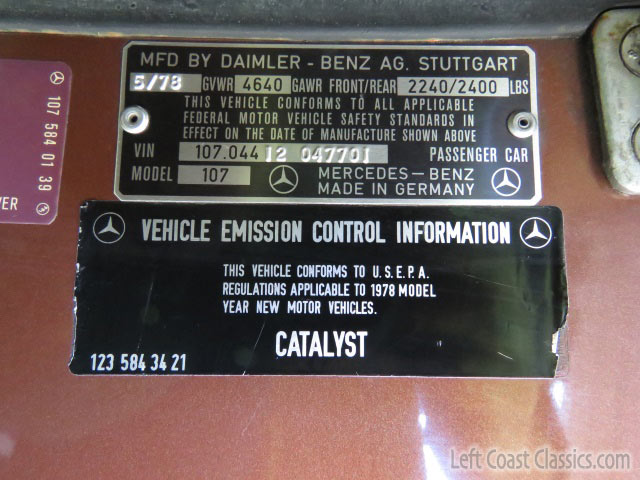 MFD BY DAIMLER - BENZ AG. STUTTGART
5/78 GVWR 4640 GAWR FRONT/REAR 2240/2400 LBS
THIS VEHICLE CONFORMS TO ALL APPLICABLE
FEDERAL MOTOR VEHICLE SAFETY STANDARDS IN
EFFECT ON THE DATE OF MANUFACTURE SHOWN ABOVE
VIN 107.044 12 047701 PASSENGER CAR
MODEL 107 MERCEDES-BENZ
MADE IN GERMANY
107 584 01 39
VER
VEHICLE EMISSION CONTROL INFORMATION
THIS VEHICLE CONFORMS TO U.S.E.P.A.
REGULATIONS APPLICABLE TO 1978 MODEL
YEAR NEW MOTOR VEHICLES.
CATALYST
123 584 34 21
Left Coast Classics.com